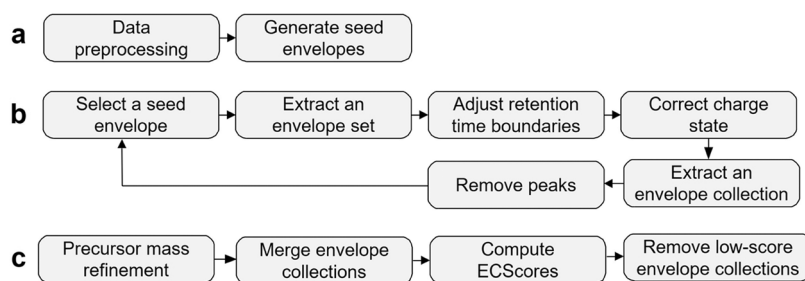 a
Data
preprocessing
Generate seed
envelopes
b
Select a seed
envelope
Extract an
envelope set
Adjust retention
time boundaries
Correct charge
state
Remove peaks
Extract an
envelope collection
c
Precursor mass
refinement
Merge envelope
collections
Compute
ECScores
Remove low-score
envelope collections